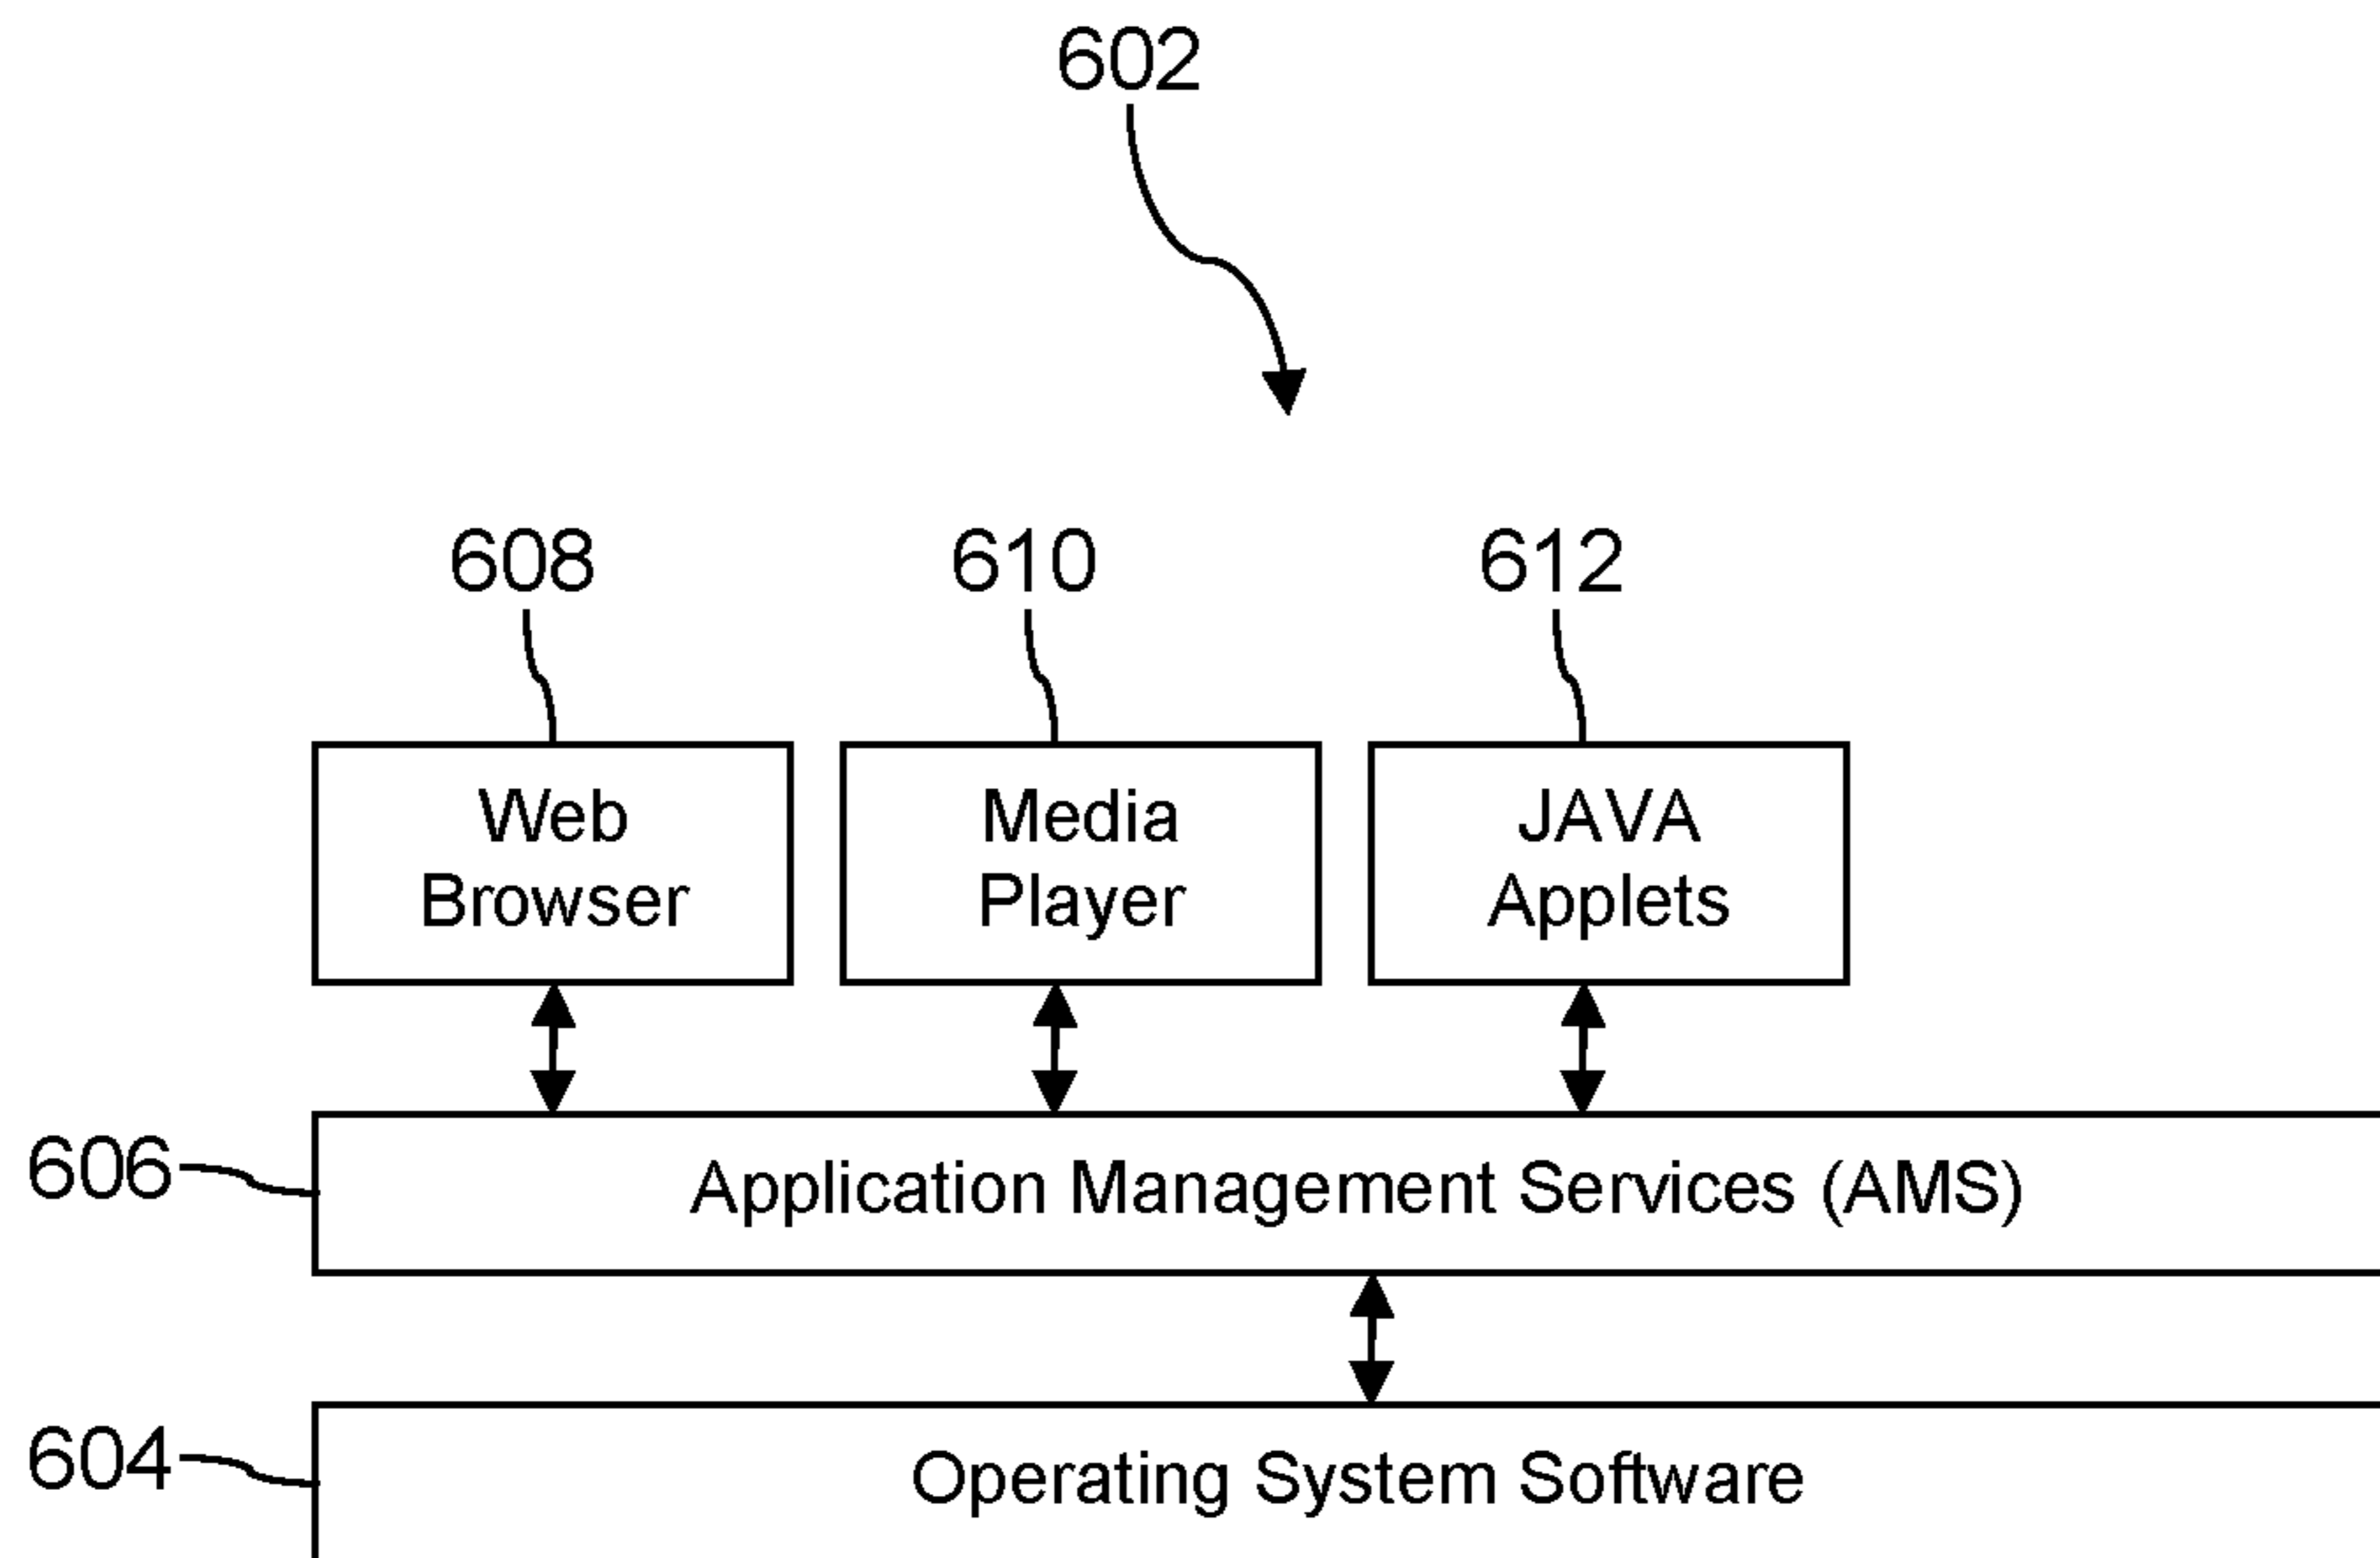 602
608
610
612
Web
Browser
Media
Player
JAVA
Applets
606
Application Management Services (AMS)
604
Operating System Software